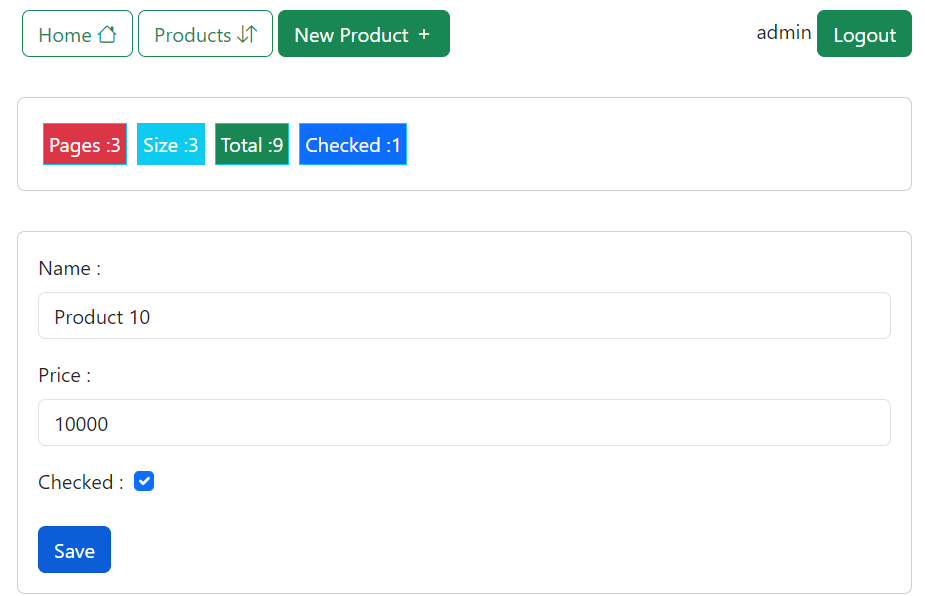 Home Products New Product + admin Logout
Pages :3 Size :3 Total :9 Checked :1
Name :
Product 10
Price :
10000
Checked :
Save